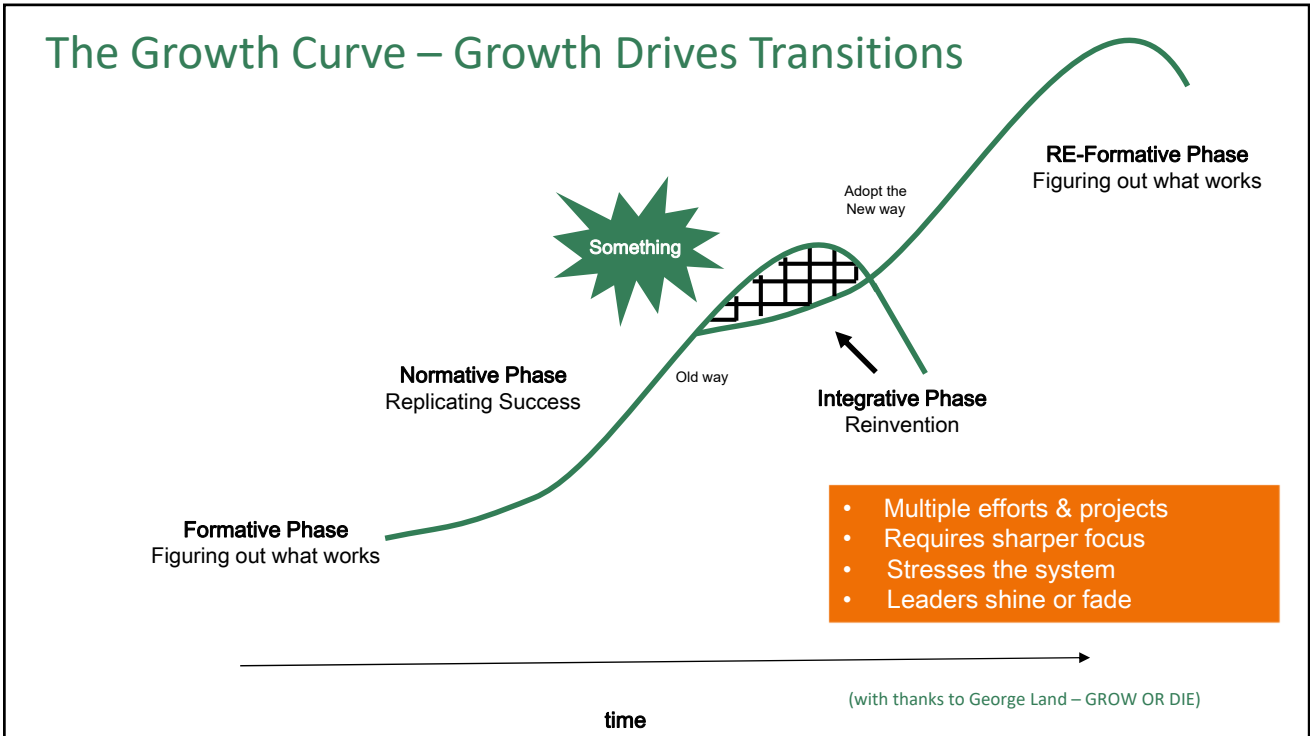 The Growth Curve – Growth Drives Transitions
RE-Formative Phase
Figuring out what works
Adopt the
New way
Something
Normative Phase
Replicating Success
Old way
Integrative Phase
Reinvention
Formative Phase
Figuring out what works
• Multiple efforts & projects
• Requires sharper focus
• Stresses the system
• Leaders shine or fade
(with thanks to George Land – GROW OR DIE)
time